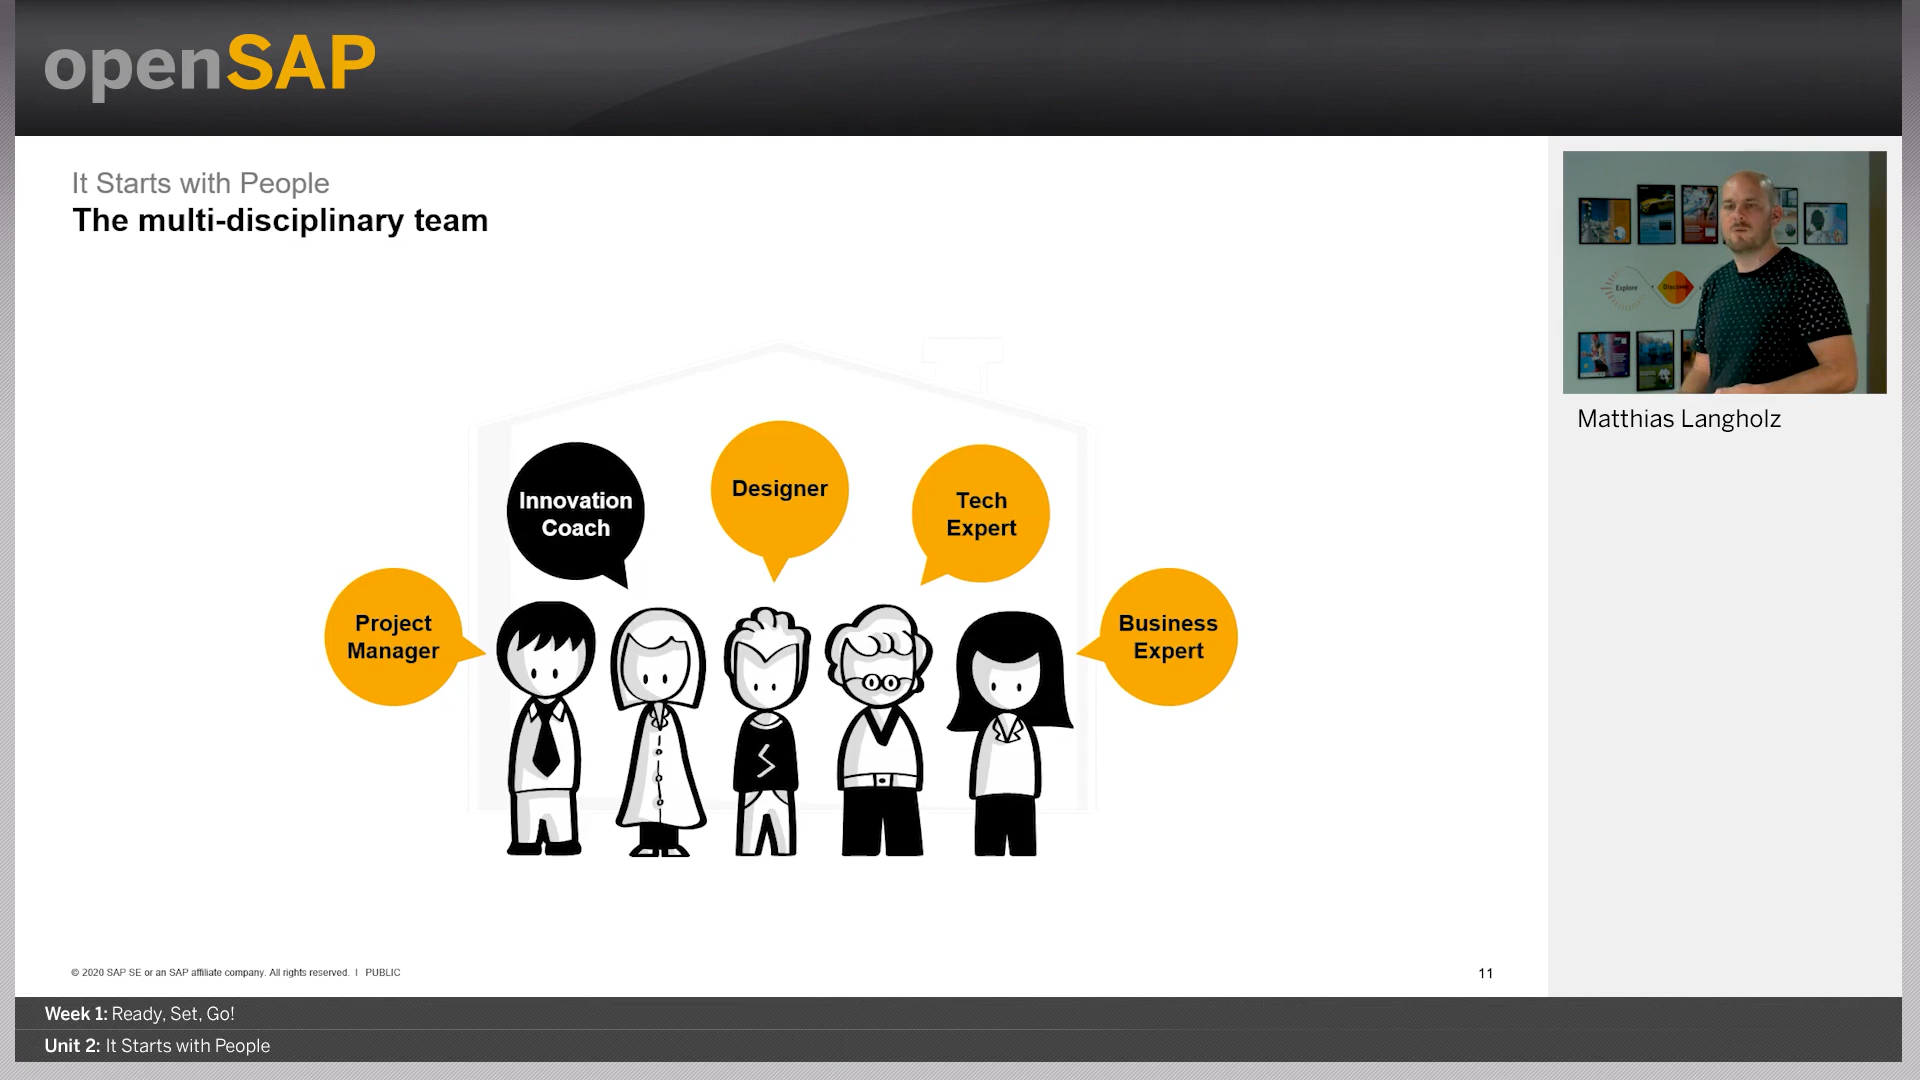 openSAP
It Starts with People
The multi-disciplinary team
Innovation
Coach
Designer
Tech
Expert
Project
Manager
Business
Expert
Explore
Discover
Matthias Langholz
© 2020 SAP SE or an SAP affiliate company. All rights reserved. | PUBLIC
11
Week 1: Ready, Set, Go!
Unit 2: It Starts with People